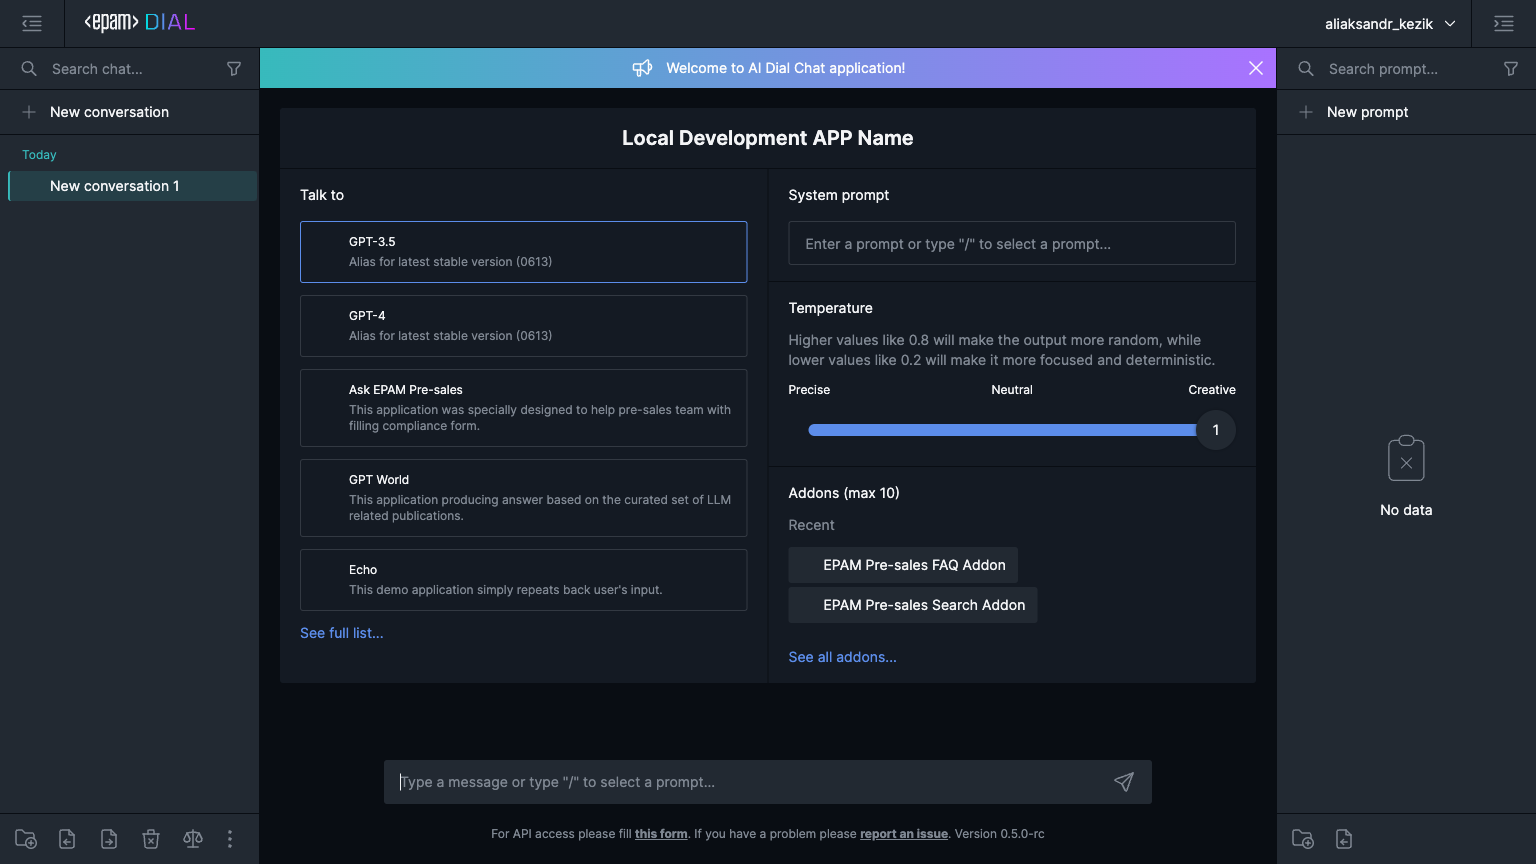 <epam> DIAL
aliaksandr_kezik
Search chat...
New conversation
Today
New conversation 1
Welcome to AI Dial Chat application!
Local Development APP Name
Talk to
GPT-3.5
Alias for latest stable version (0613)
GPT-4
Alias for latest stable version (0613)
Ask EPAM Pre-sales
This application was specially designed to help pre-sales team with
filling compliance form.
GPT World
This application producing answer based on the curated set of LLM
related publications.
Echo
This demo application simply repeats back user's input.
See full list...
System prompt
Enter a prompt or type "/" to select a prompt...
Temperature
Higher values like 0.8 will make the output more random, while
lower values like 0.2 will make it more focused and deterministic.
Precise Neutral Creative
1
Addons (max 10)
Recent
EPAM Pre-sales FAQ Addon
EPAM Pre-sales Search Addon
See all addons...
Type a message or type "/" to select a prompt...
For API access please fill this form. If you have a problem please report an issue. Version 0.5.0-rc
Search prompt...
New prompt
No data